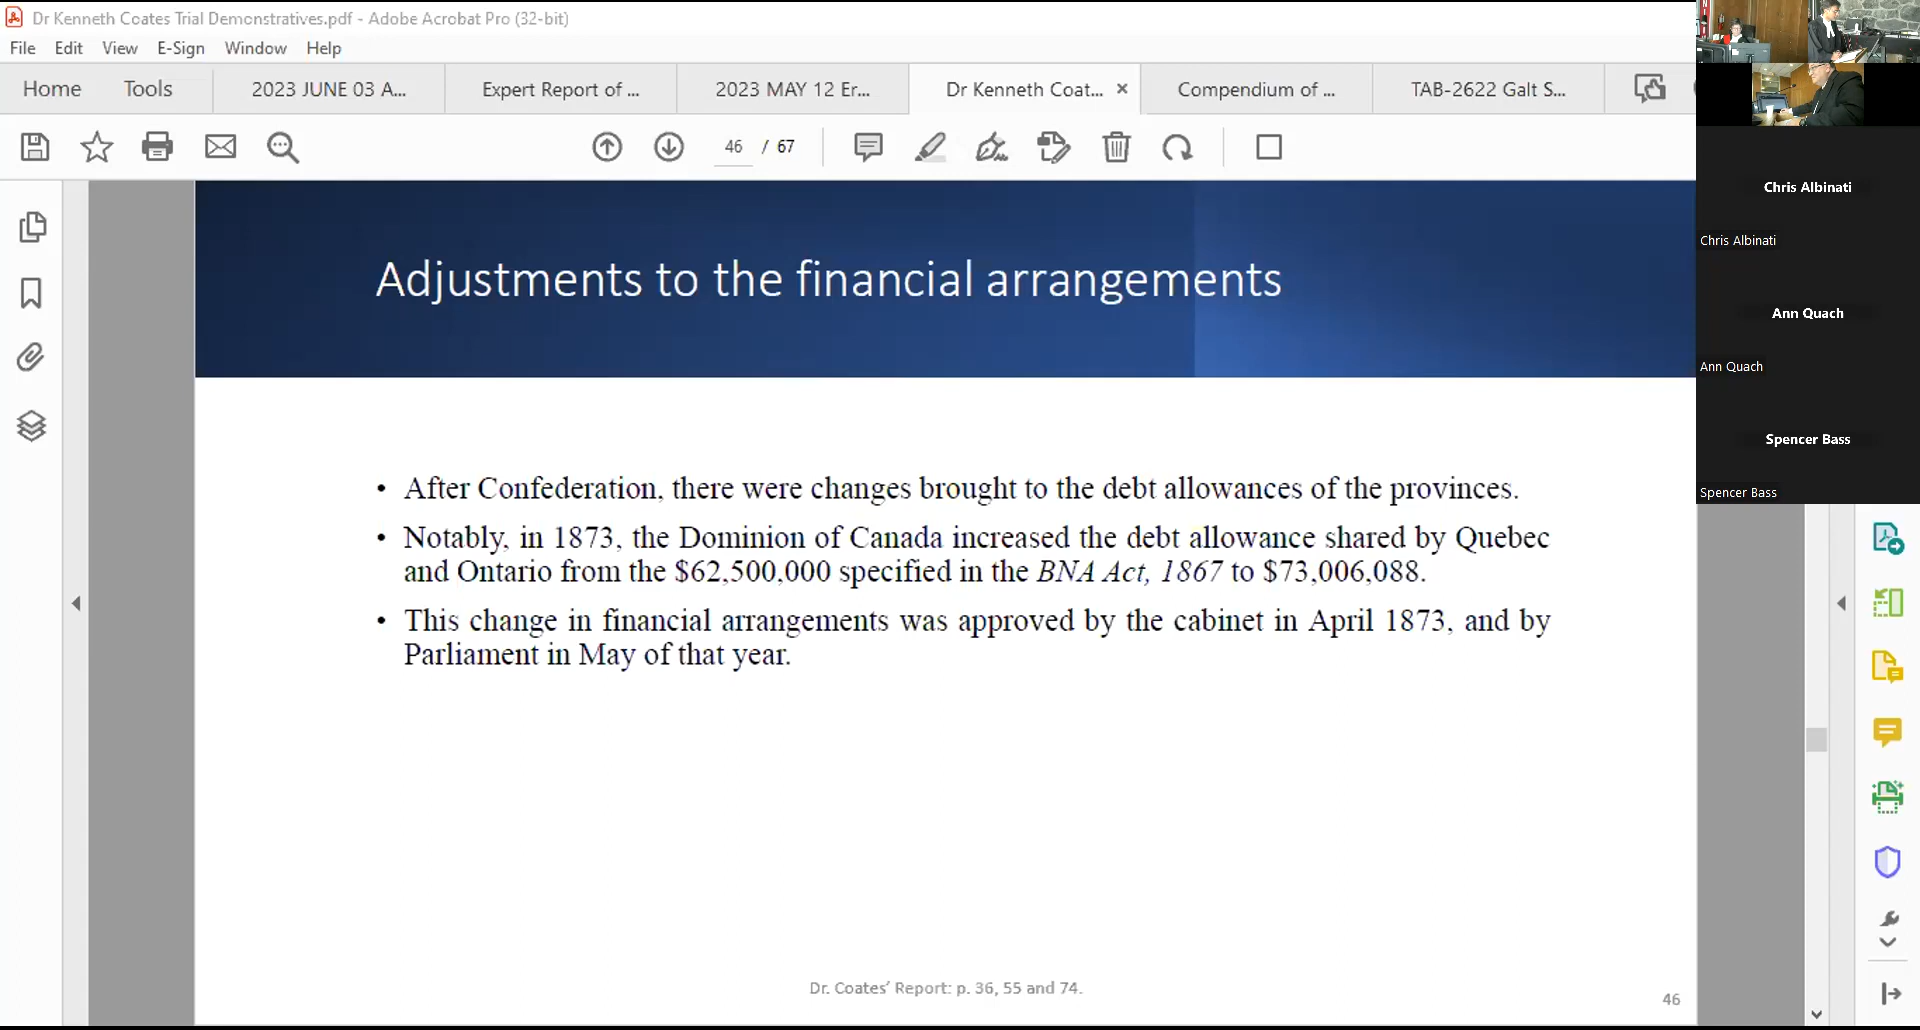 Dr Kenneth Coates Trial Demonstratives.pdf - Adobe Acrobat Pro (32-bit)
File Edit View E-Sign Window Help
Home Tools 2023 JUNE 03 A... Expert Report of ... 2023 MAY 12 Er... Dr Kenneth Coat... × Compendium of ... TAB-2622 Galt S...
46 / 67
Adjustments to the financial arrangements
• After Confederation, there were changes brought to the debt allowances of the provinces.
• Notably, in 1873, the Dominion of Canada increased the debt allowance shared by Quebec
and Ontario from the $62,500,000 specified in the BNA Act, 1867 to $73,006,088.
• This change in financial arrangements was approved by the cabinet in April 1873, and by
Parliament in May of that year.
Dr. Coates’ Report: p. 36, 55 and 74.
46
Chris Albinati
Chris Albinati
Ann Quach
Ann Quach
Spencer Bass
Spencer Bass